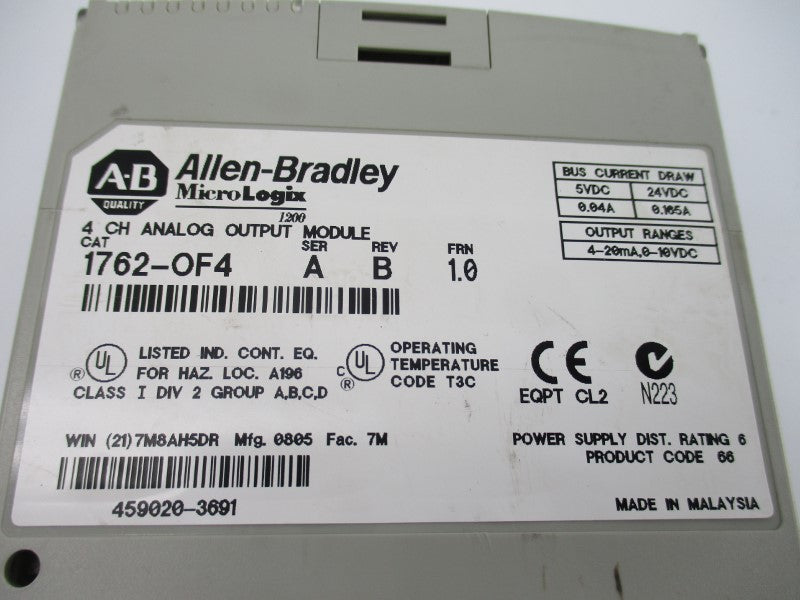 A-B
QUALITY
Allen-Bradley
MicroLogix
1200
4 CH ANALOG OUTPUT MODULE
CAT SER REV FRN
1762-OF4 A B 1.0
BUS CURRENT DRAW
5VDC 24VDC
0.04A 0.165A
OUTPUT RANGES
4-20mA,0-10VDC
UL
®
LISTED IND. CONT. EQ.
FOR HAZ. LOC. A196
CLASS I DIV 2 GROUP A,B,C,D
C UL
®
OPERATING
TEMPERATURE
CODE T3C
CE
EQPT CL2
N223
WIN (21)7M8AH5DR Mfg. 0805 Fac. 7M
POWER SUPPLY DIST. RATING 6
PRODUCT CODE 66
459020-3691
MADE IN MALAYSIA